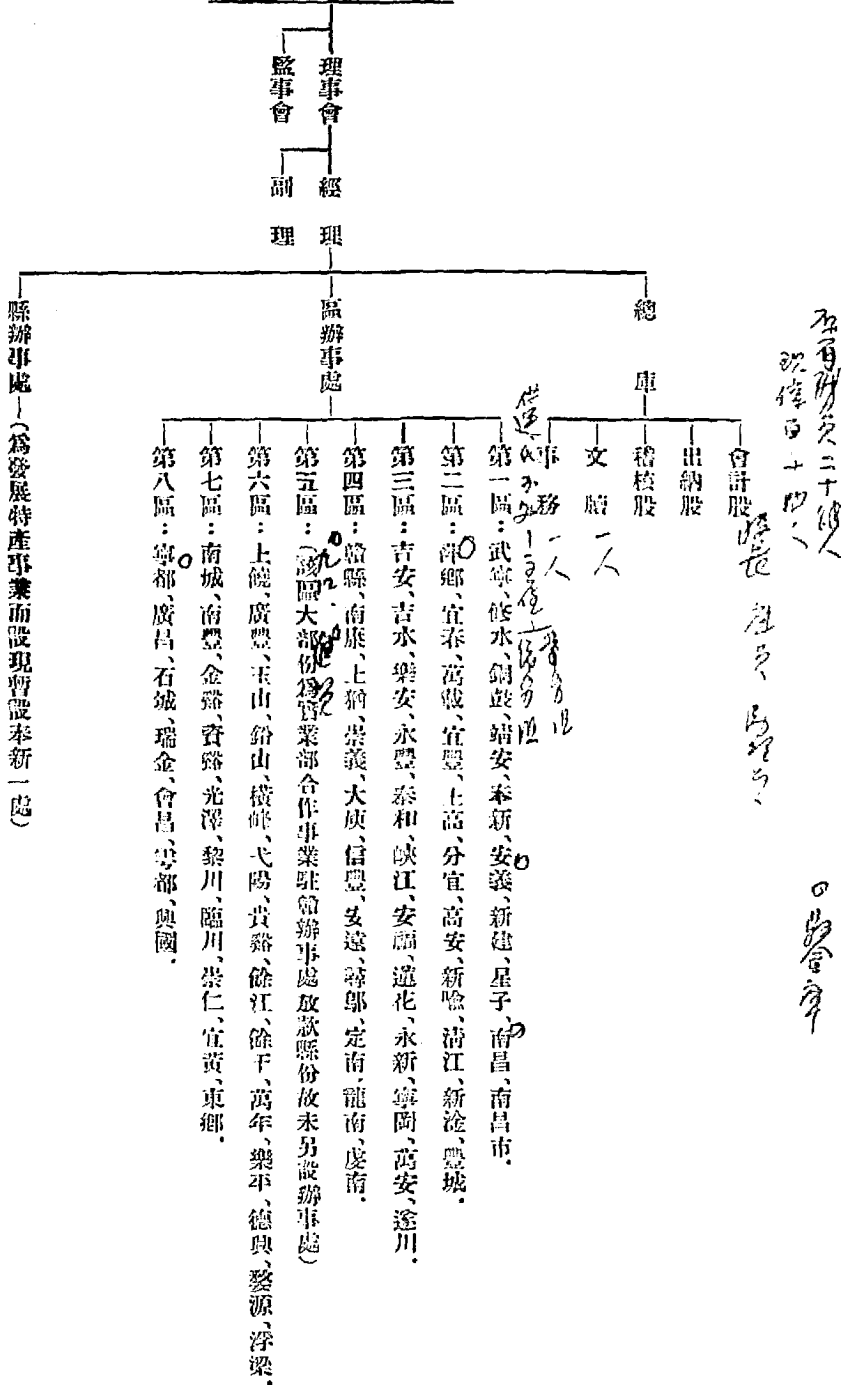 理事會
監事會
經理
副理
總庫
會計股
出納股
稽核股
文牘 一人
事務 一人
區辦事處
第一區：武寧、修水、銅鼓、靖安、奉新、安義、新建、星子、南昌、南昌市．
第二區：萍鄉、宜春、萬載、宜豐、上高、分宜、高安、新喩、清江、新淦、豐城．
第三區：吉安、吉水、樂安、永豐、泰和、峽江、安福、蓮花、永新、寧岡、萬安、遂川．
第四區：贛縣、南康、上猶、崇義、大庾、信豐、安遠、尋鄔、定南、龍南、虔南．
第五區：（該區大部份爲實業部合作事業駐贛辦事處放款縣份故未另設辦事處）
第六區：上饒、廣豐、玉山、鉛山、橫峰、弋陽、貴谿、餘江、餘干、萬年、樂平、德興、婺源、浮梁．
第七區：南城、南豐、金谿、資谿、光澤、黎川、臨川、崇仁、宜黃、東鄉．
第八區：寧都、廣昌、石城、瑞金、會昌、雩都、興國．
縣辦事處－（爲發展特產事業而設現暫設奉新一處）